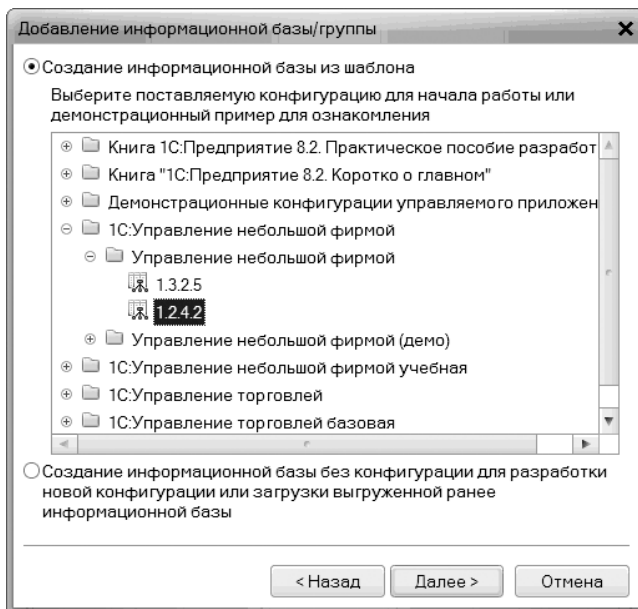 Добавление информационной базы/группы
Создание информационной базы из шаблона
Выберите поставляемую конфигурацию для начала работы или
демонстрационный пример для ознакомления
Книга 1С:Предприятие 8.2. Практическое пособие разработ
Книга "1С:Предприятие 8.2. Коротко о главном"
Демонстрационные конфигурации управляемого приложен
1С:Управление небольшой фирмой
Управление небольшой фирмой
1.3.2.5
1.2.4.2
Управление небольшой фирмой (демо)
1С:Управление небольшой фирмой учебная
1С:Управление торговлей
1С:Управление торговлей базовая
Создание информационной базы без конфигурации для разработки
новой конфигурации или загрузки выгруженной ранее
информационной базы
< Назад
Далее >
Отмена